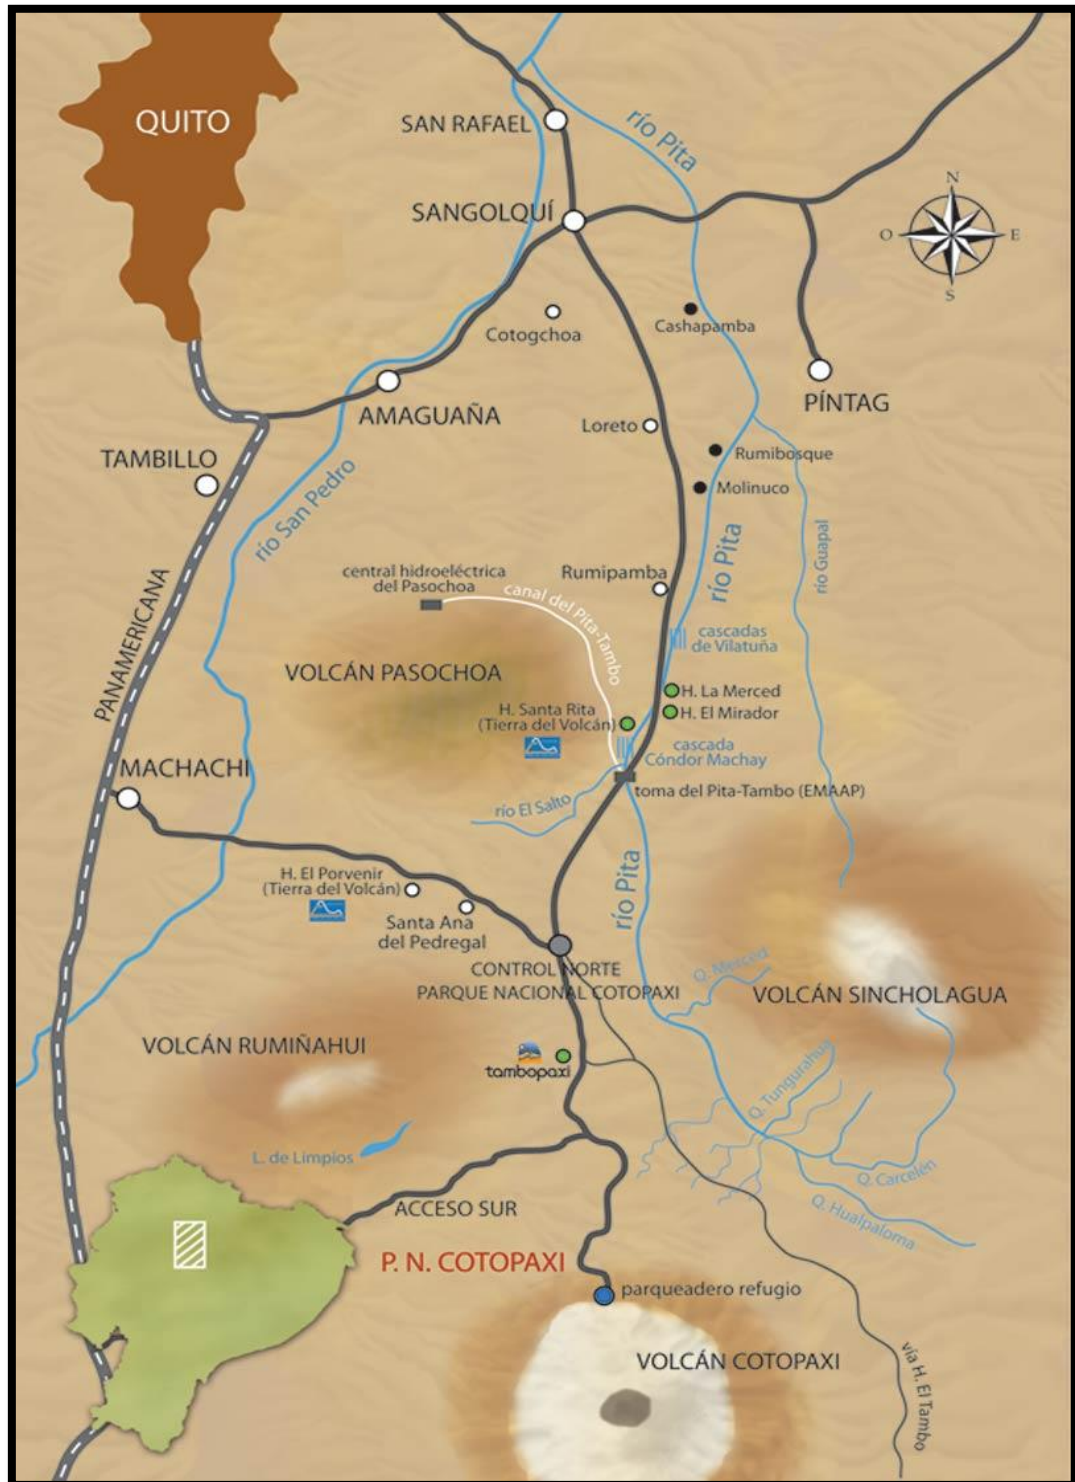 QUITO
SAN RAFAEL
río Pita
SANGOLQUÍ
N
O
E
S
Cotogchoa
Cashapamba
AMAGUAÑA
PÍNTAG
Loreto
TAMBILLO
Rumibosque
Molinuco
río San Pedro
río Pita
río Guapal
central hidroeléctrica
del Pasochoa
canal del Pita-Tambo
Rumipamba
PANAMERICANA
cascadas
de Vilatuña
VOLCÁN PASOCHOA
H. La Merced
H. El Mirador
H. Santa Rita
(Tierra del Volcán)
cascada
Cóndor Machay
MACHACHI
toma del Pita-Tambo (EMAAP)
río El Salto
H. El Porvenir
(Tierra del Volcán)
Santa Ana
del Pedregal
río Pita
CONTROL NORTE
PARQUE NACIONAL COTOPAXI
Q. Merced
VOLCÁN SINCHOLAGUA
VOLCÁN RUMIÑAHUI
tambopaxi
Q. Tungurahua
L. de Limpios
Q. Carcelén
ACCESO SUR
Q. Hualpaloma
P. N. COTOPAXI
parqueadero refugio
VOLCÁN COTOPAXI
vía H. El Tambo